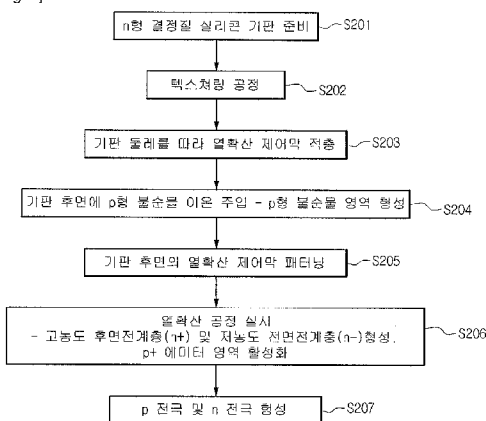 n형 결정질 실리콘 기판 준비
S201
텍스쳐링 공정
S202
기판 둘레를 따라 열확산 제어막 적층
S203
기판 후면에 p형 불순물 이온 주입 - p형 불순물 영역 형성
S204
기판 후면의 열확산 제어막 패터닝
S205
열확산 공정 실시
- 고농도 후면전계층(n+) 및 저농도 전면전계층(n-)형성,
p+ 에미터 영역 활성화
S206
p 전극 및 n 전극 형성
S207